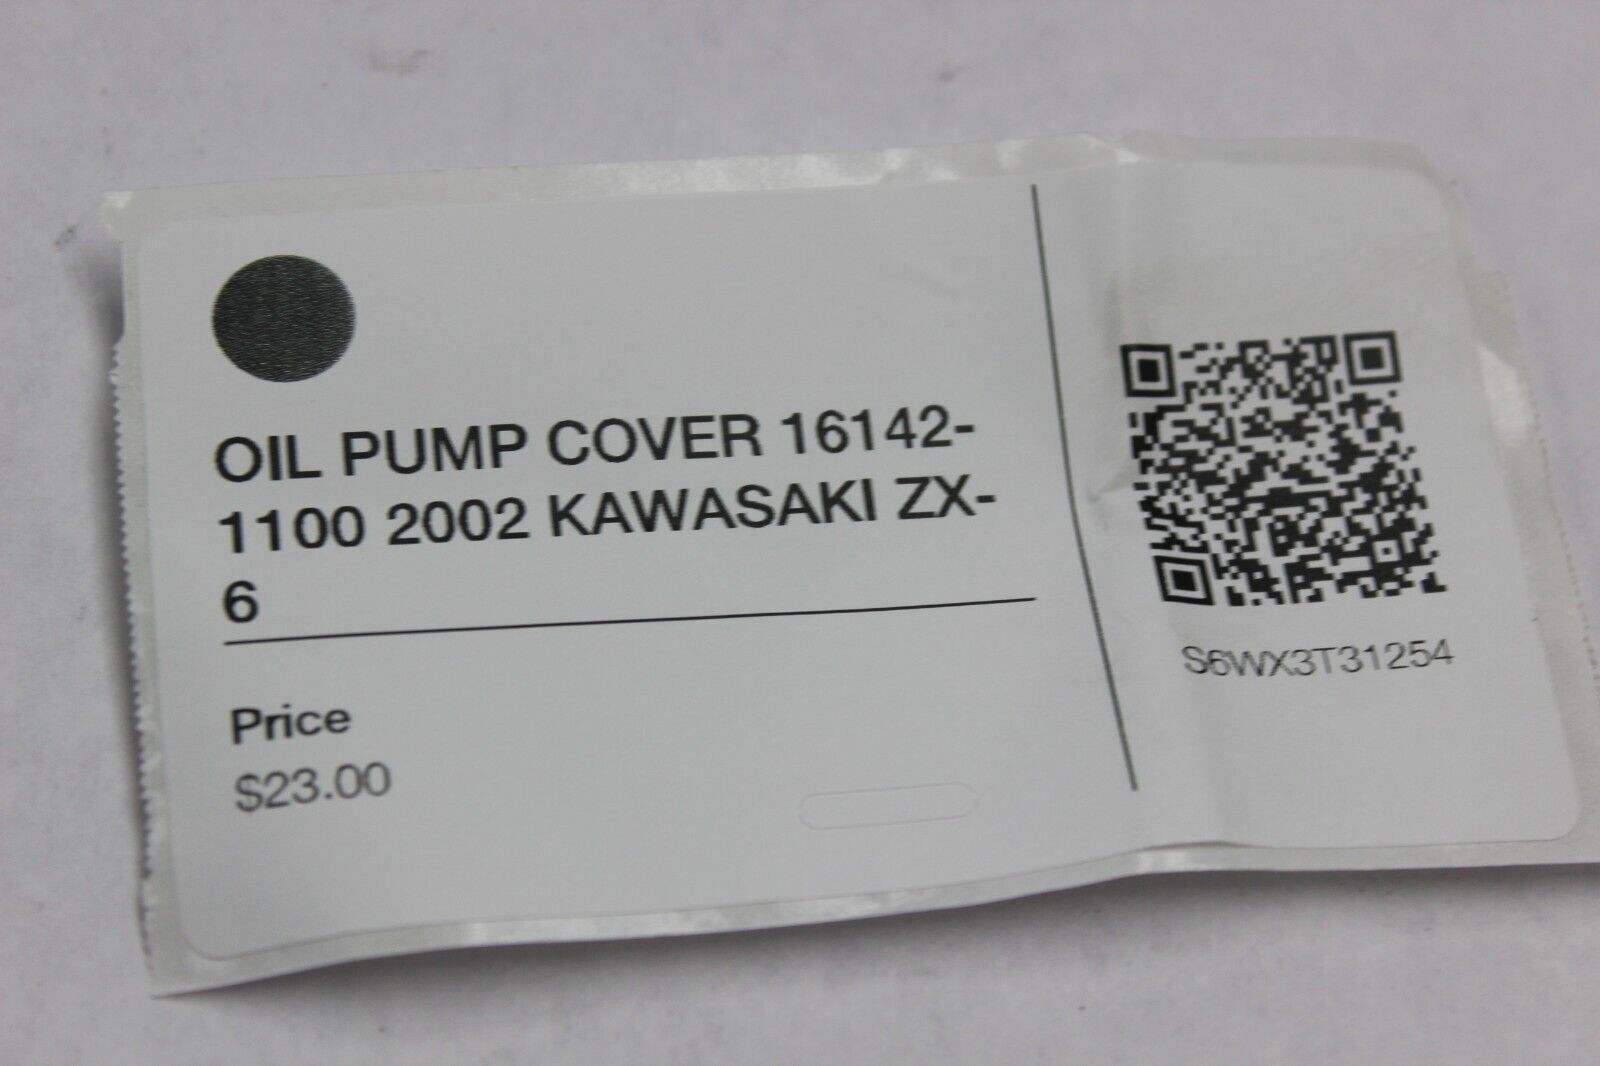 OIL PUMP COVER 16142-
1100 2002 KAWASAKI ZX-
6
Price
$23.00
S6WX3T31254